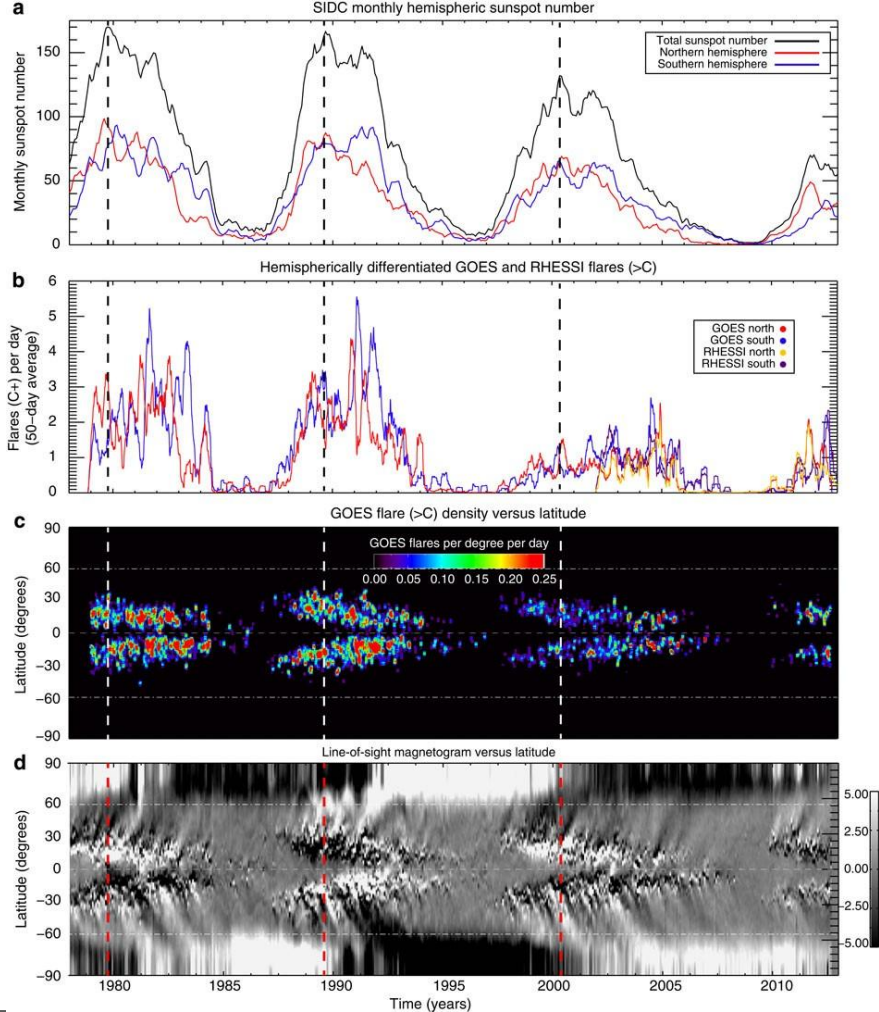 a
SIDC monthly hemispheric sunspot number
Monthly sunspot number
150
100
50
0
Total sunspot number
Northern hemisphere
Southern hemisphere
b
Hemispherically differentiated GOES and RHESSI flares (>C)
Flares (C+) per day
(50–day average)
6
5
4
3
2
1
0
GOES north
GOES south
RHESSI north
RHESSI south
c
GOES flare (>C) density versus latitude
Latitude (degrees)
90
60
30
0
−30
−60
−90
GOES flares per degree per day
0.00 0.05 0.10 0.15 0.20 0.25
d
Line-of-sight magnetogram versus latitude
Latitude (degrees)
90
60
30
0
−30
−60
−90
5.00
2.50
0.00
−2.50
−5.00
1980 1985 1990 1995 2000 2005 2010
Time (years)